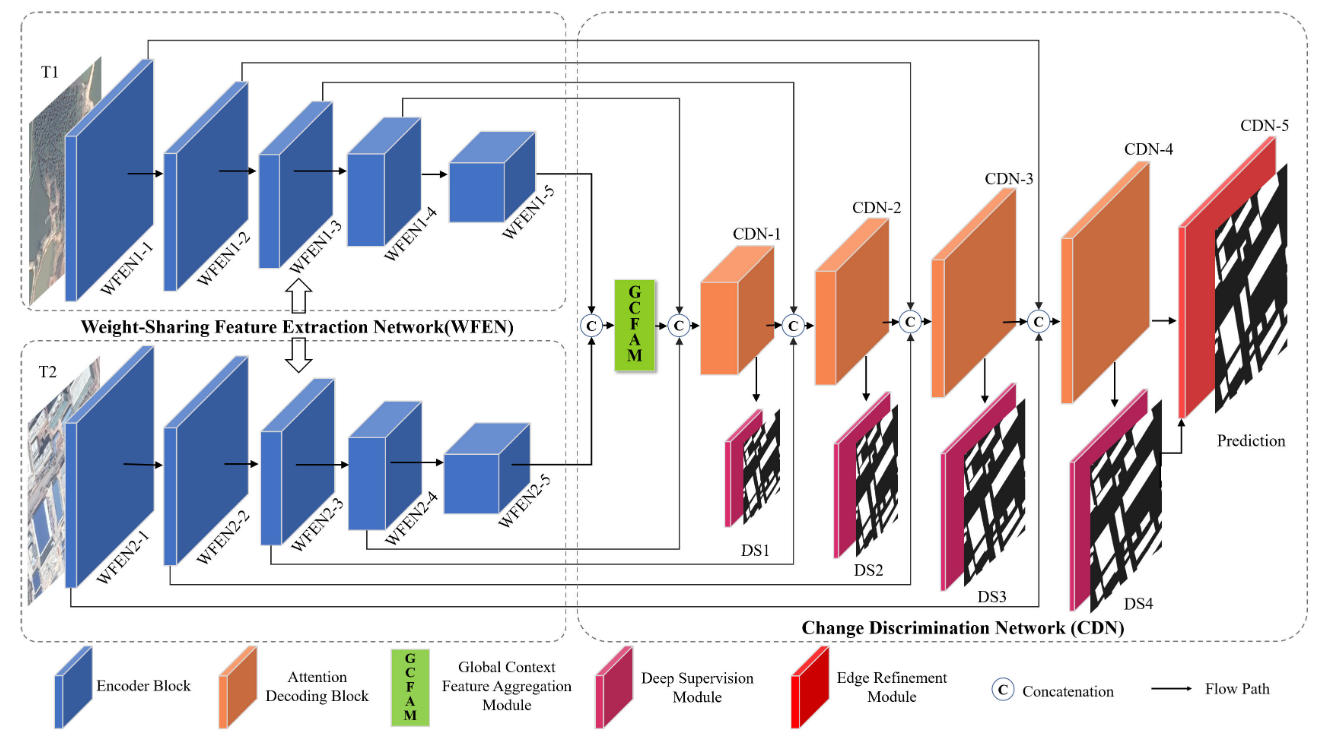 T1
WFEN1-1
WFEN1-2
WFEN1-3
WFEN1-4
WFEN1-5
Weight-Sharing Feature Extraction Network(WFEN)
T2
WFEN2-1
WFEN2-2
WFEN2-3
WFEN2-4
WFEN2-5
C
GCFAM
C
CDN-1
C
CDN-2
C
CDN-3
C
CDN-4
CDN-5
DS1
DS2
DS3
DS4
Prediction
Change Discrimination Network (CDN)
Encoder Block
Attention
Decoding Block
GCFAM
Global Context
Feature Aggregation
Module
Deep Supervision
Module
Edge Refinement
Module
C
Concatenation
Flow Path